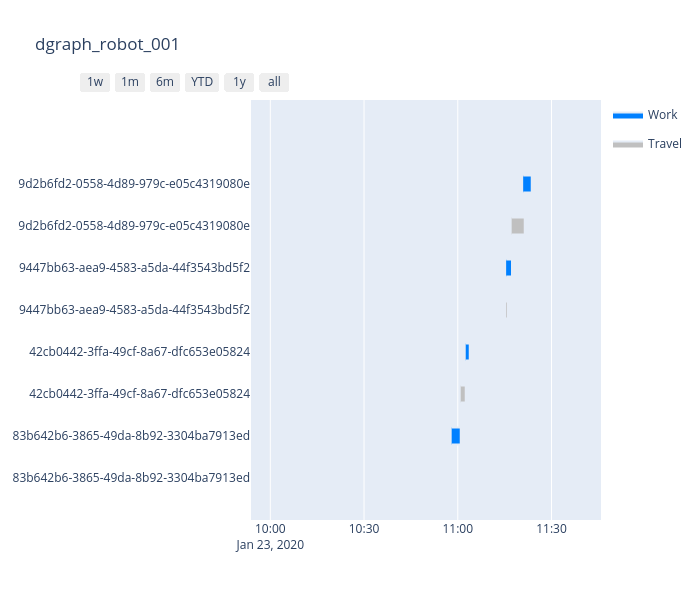 dgraph_robot_001
1w 1m 6m YTD 1y all
Work
Travel
9d2b6fd2-0558-4d89-979c-e05c4319080e
9d2b6fd2-0558-4d89-979c-e05c4319080e
9447bb63-aea9-4583-a5da-44f3543bd5f2
9447bb63-aea9-4583-a5da-44f3543bd5f2
42cb0442-3ffa-49cf-8a67-dfc653e05824
42cb0442-3ffa-49cf-8a67-dfc653e05824
83b642b6-3865-49da-8b92-3304ba7913ed
83b642b6-3865-49da-8b92-3304ba7913ed
10:00 10:30 11:00 11:30
Jan 23, 2020